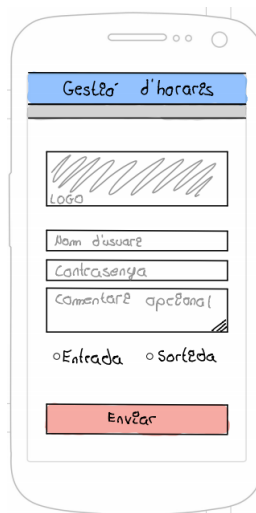 Gestió d'horaris
LOGO
Nom d'usuari
Contrasenya
Comentari opcional
Entrada Sortida
Enviar